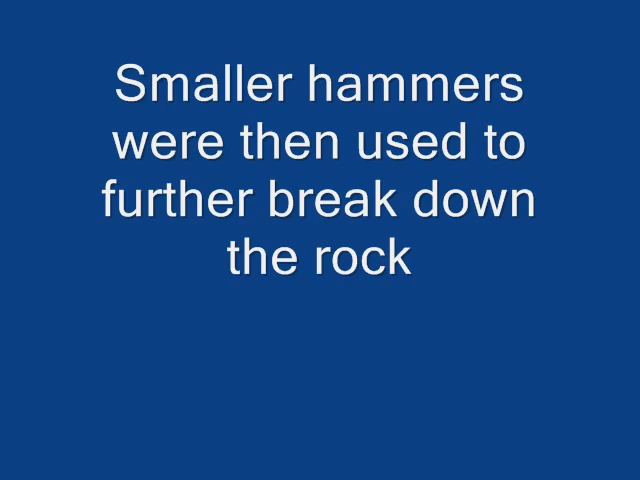 Smaller hammers
were then used to
further break down
the rock